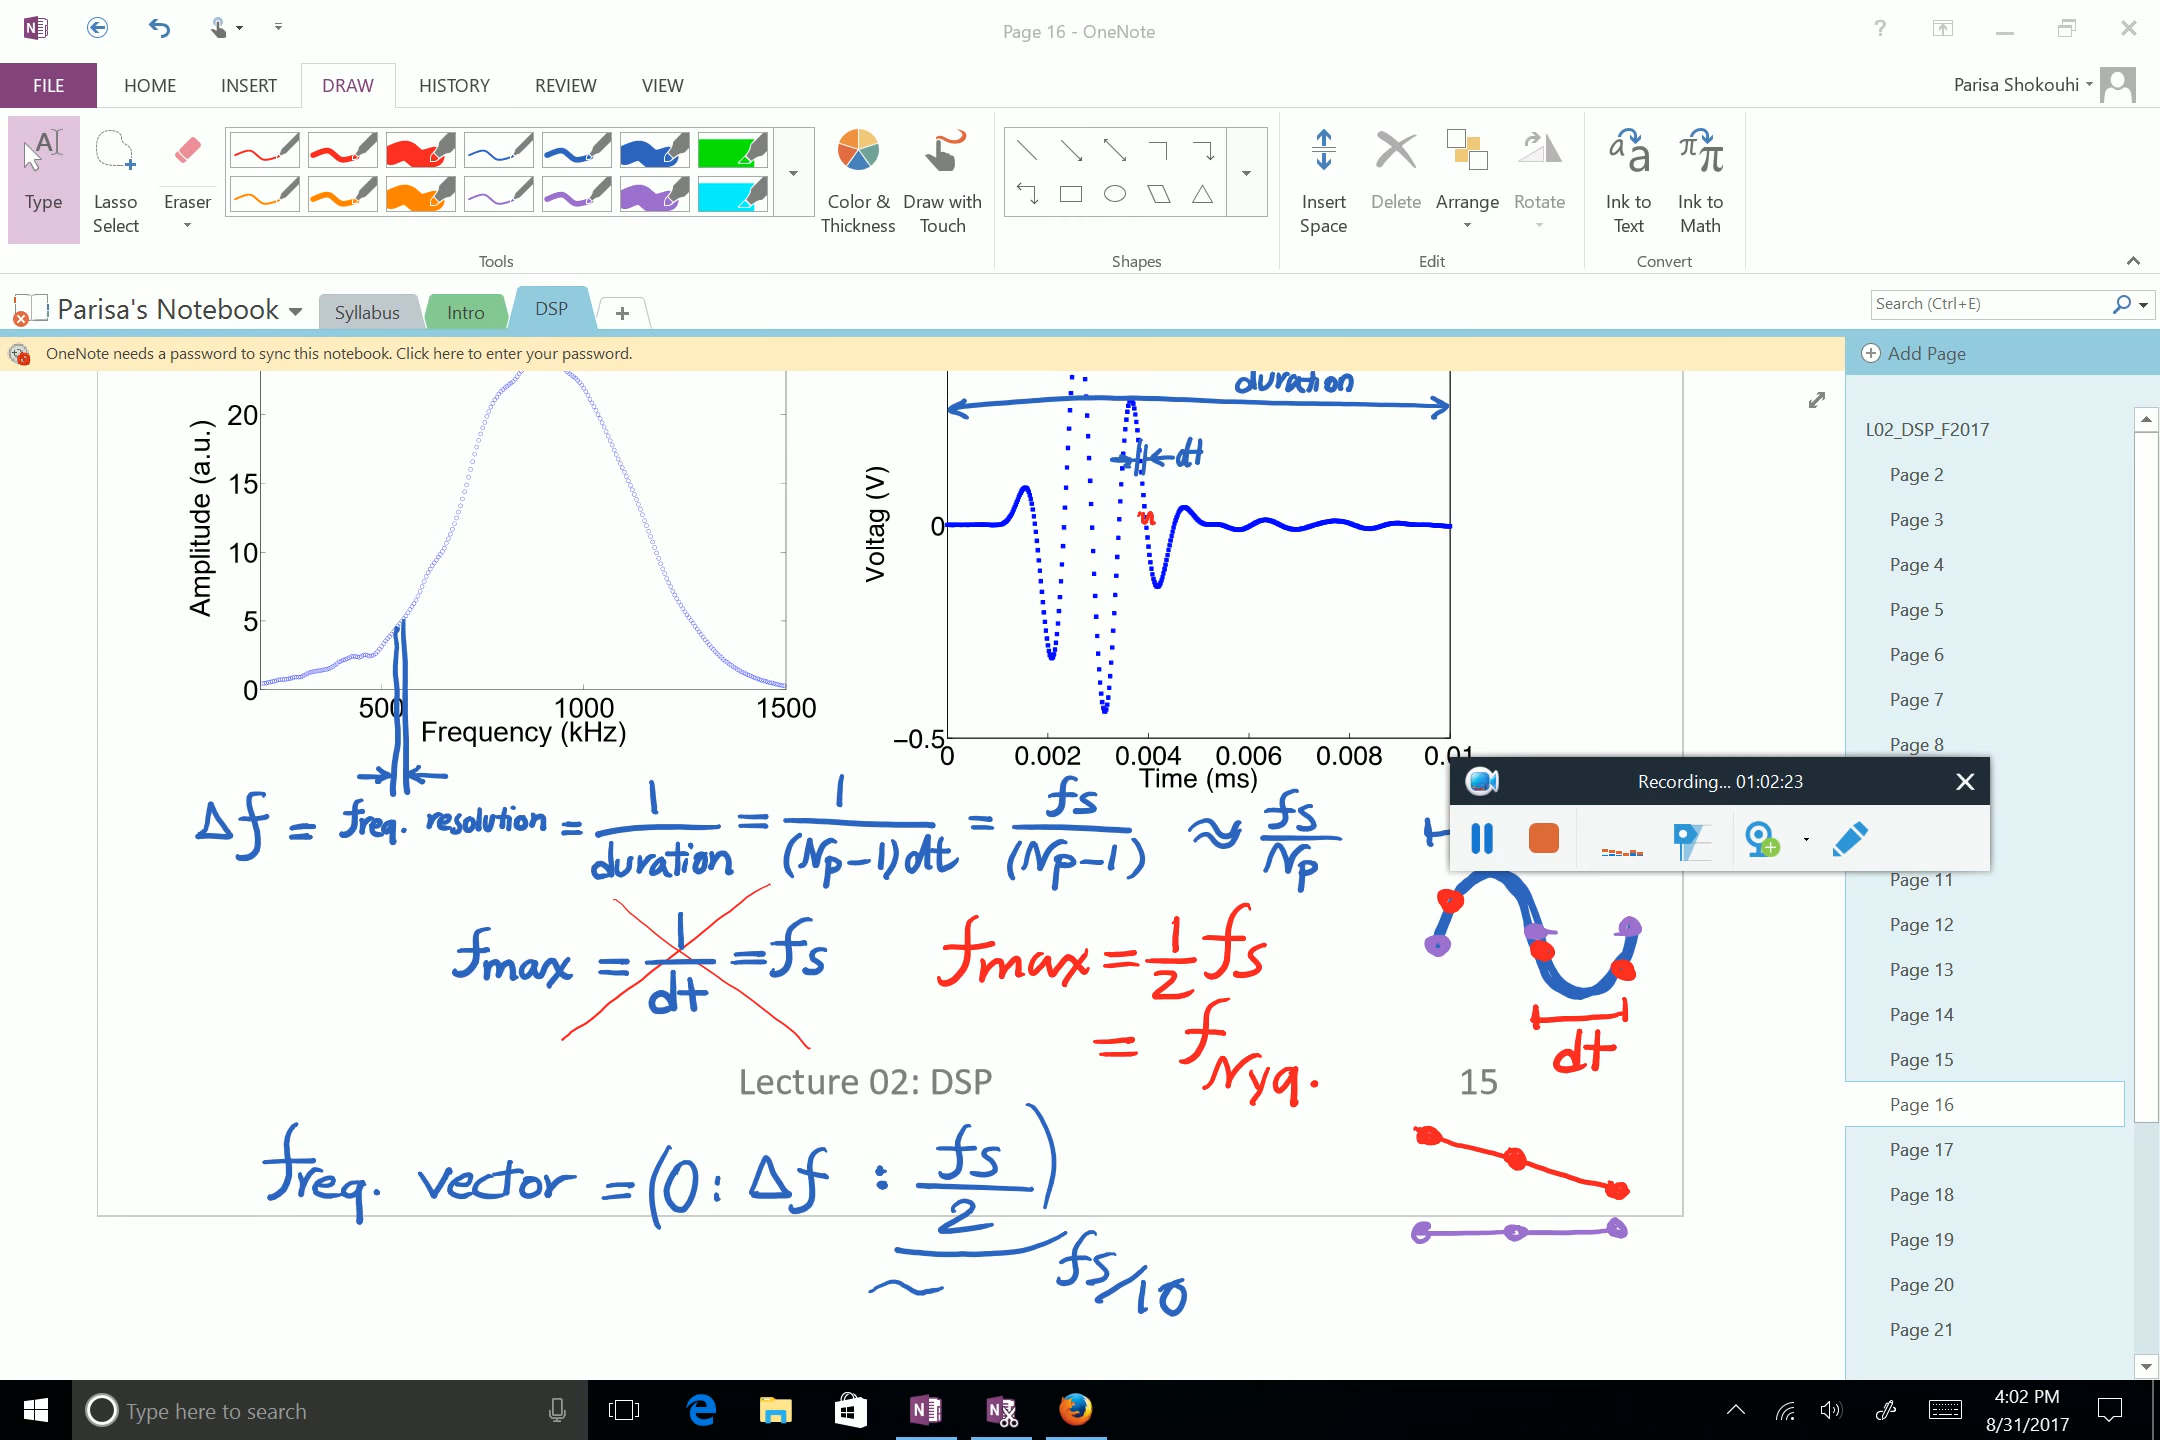 Page 16 - OneNote
FILE HOME INSERT DRAW HISTORY REVIEW VIEW
Parisa Shokouhi
Type
Lasso Select
Eraser
Color & Thickness
Draw with Touch
Insert Space
Delete
Arrange
Rotate
Ink to Text
Ink to Math
Tools Shapes Edit Convert
Parisa's Notebook Syllabus Intro DSP
Search (Ctrl+E)
OneNote needs a password to sync this notebook. Click here to enter your password.
Add Page
L02_DSP_F2017
Page 2
Page 3
Page 4
Page 5
Page 6
Page 7
Page 8
Page 11
Page 12
Page 13
Page 14
Page 15
Page 16
Page 17
Page 18
Page 19
Page 20
Page 21
Amplitude (a.u.)
20
15
10
5
0
500 1000 1500
Frequency (kHz)
duration
dt
Voltag (V)
0
−0.5
0 0.002 0.004 0.006 0.008 0.01
Time (ms)
Recording... 01:02:23
Δf = freq. resolution = 1/duration = 1/(Np-1)dt = fs/(Np-1) ≈ fs/Np
fmax = 1/dt = fs
fmax = 1/2 fs
= fNyq.
dt
Lecture 02: DSP 15
freq. vector = (0 : Δf : fs/2)
~ fs/10
Type here to search
4:02 PM
8/31/2017